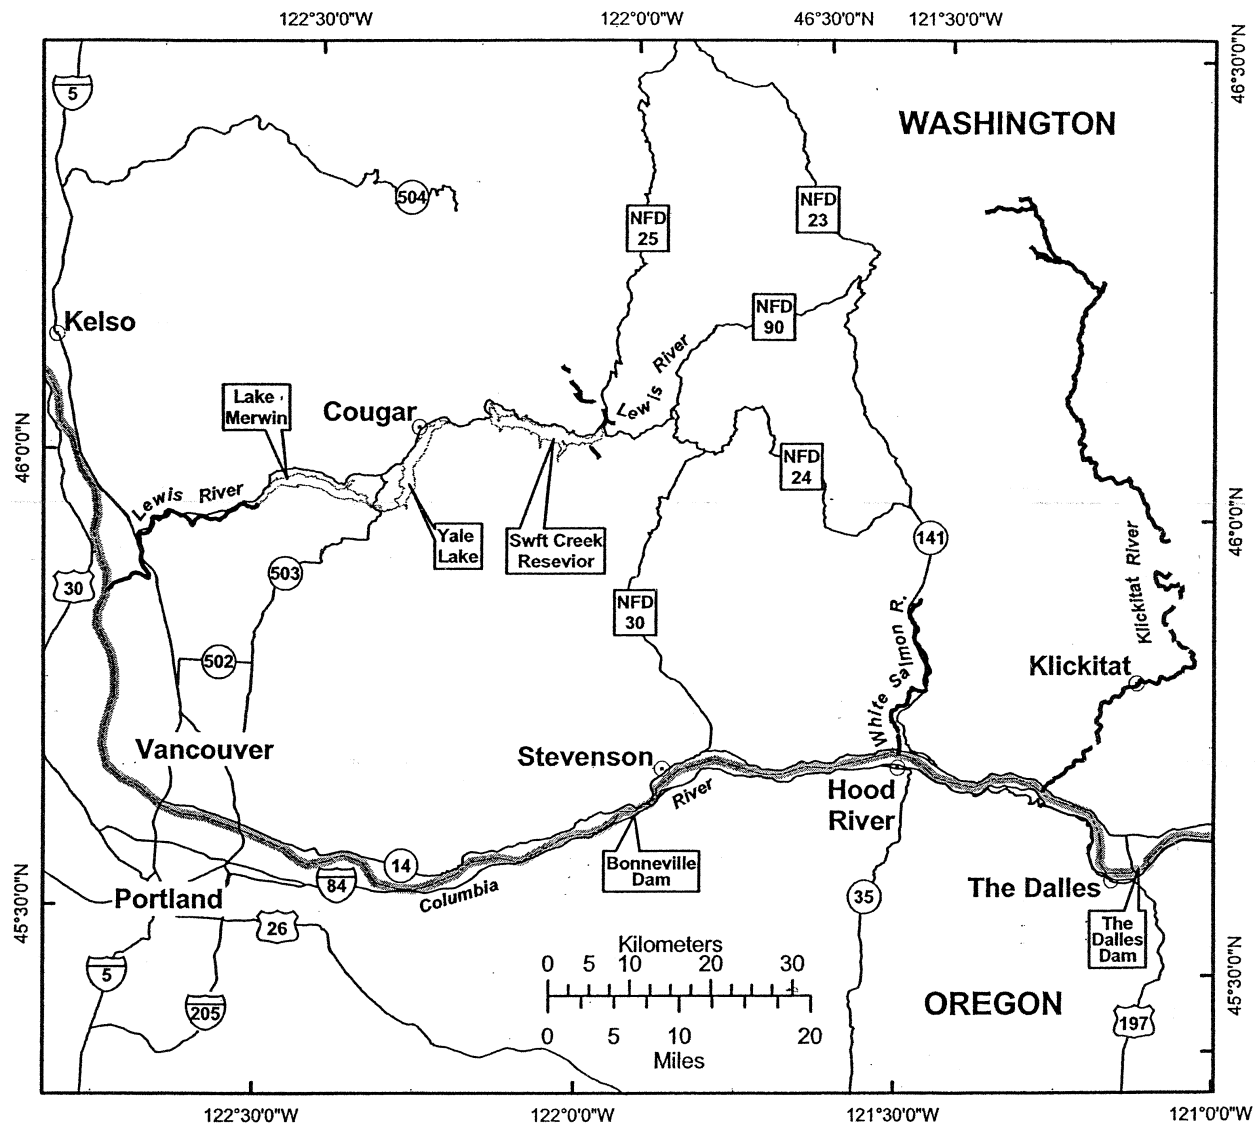 122°30'0"W 122°0'0"W 46°30'0"N 121°30'0"W
46°30'0"N
5
WASHINGTON
504
NFD
25
NFD
23
NFD
90
Kelso
Lewis River
Lake
Merwin
Cougar
46°0'0"N
NFD
24
Lewis River
Yale
Lake
Swft Creek
Resevior
141
46°0'0"N
Klickitat River
30
503
NFD
30
White Salmon R.
502
Klickitat
Vancouver
Stevenson
River
Hood
River
14
84
Columbia
Bonneville
Dam
45°30'0"N
Portland
26
The Dalles
35
The
Dalles
Dam
5
205
Kilometers
0 5 10 20 30
0 5 10 20
Miles
OREGON
197
45°30'0"N
122°30'0"W 122°0'0"W 121°30'0"W 121°0'0"W